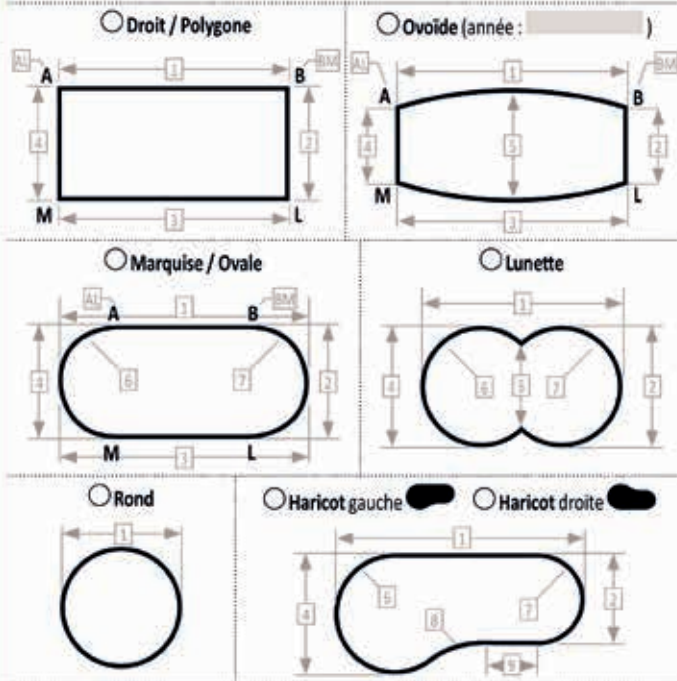 Droit / Polygone
AL
A
1
B
BM
4
2
M
3
L
Ovoïde (année : )
AL
A
1
B
BM
4
5
2
M
3
L
Marquise / Ovale
AL
A
1
B
BM
4
6
7
2
M
3
L
Lunette
1
4
6
5
7
2
Rond
1
Haricot gauche
Haricot droite
1
4
6
7
2
8
9